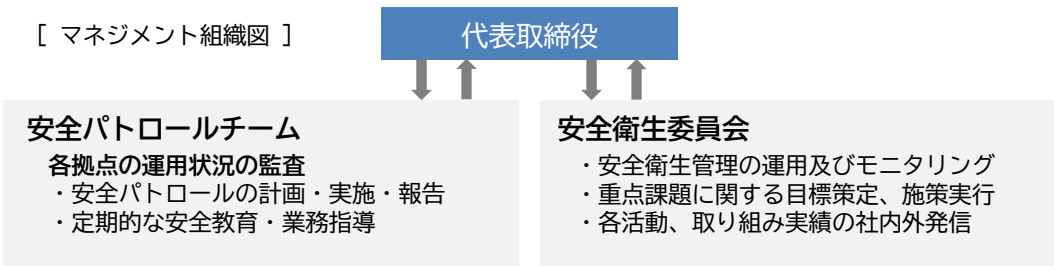 [ マネジメント組織図 ]
代表取締役
安全パトロールチーム
各拠点の運用状況の監査
・安全パトロールの計画・実施・報告
・定期的な安全教育・業務指導
安全衛生委員会
・安全衛生管理の運用及びモニタリング
・重点課題に関する目標策定、施策実行
・各活動、取り組み実績の社内外発信